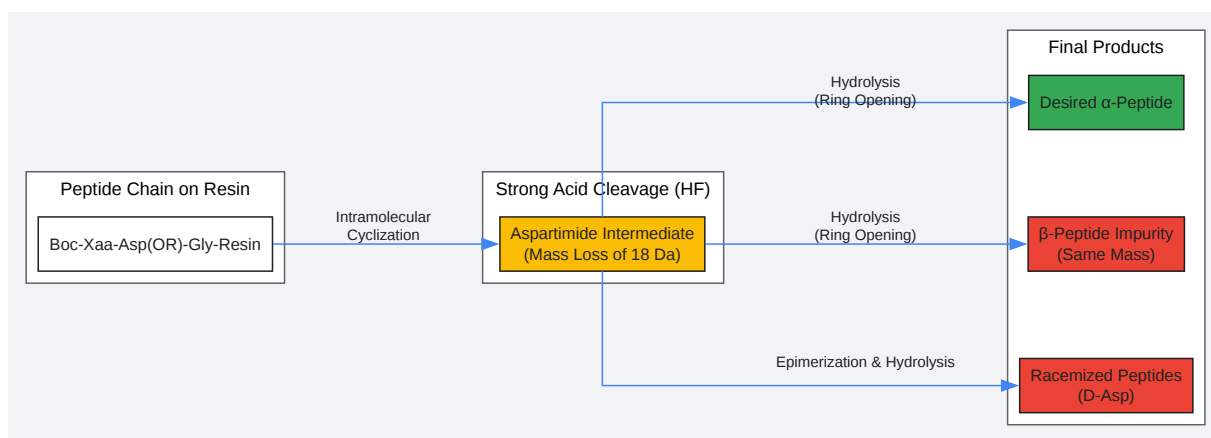 Peptide Chain on Resin
Boc-Xaa-Asp(OR)-Gly-Resin
Intramolecular
Cyclization
Strong Acid Cleavage (HF)
Aspartimide Intermediate
(Mass Loss of 18 Da)
Hydrolysis
(Ring Opening)
Hydrolysis
(Ring Opening)
Epimerization & Hydrolysis
Final Products
Desired α-Peptide
β-Peptide Impurity
(Same Mass)
Racemized Peptides
(D-Asp)